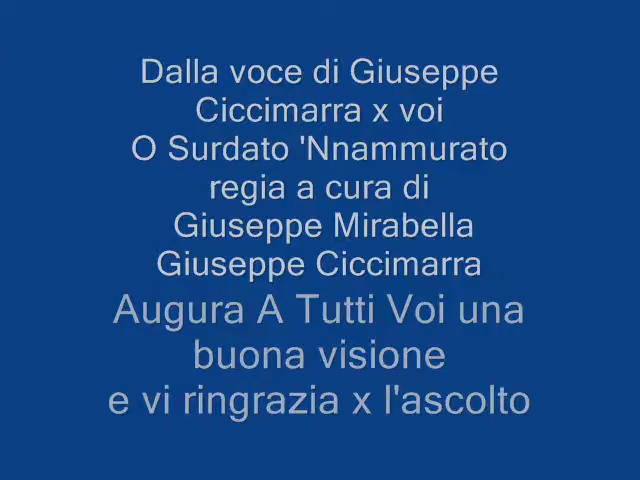 Dalla voce di Giuseppe
Ciccimarra x voi
O Surdato 'Nnammurato
regia a cura di
Giuseppe Mirabella
Giuseppe Ciccimarra
Augura A Tutti Voi una
buona visione
e vi ringrazia x l'ascolto